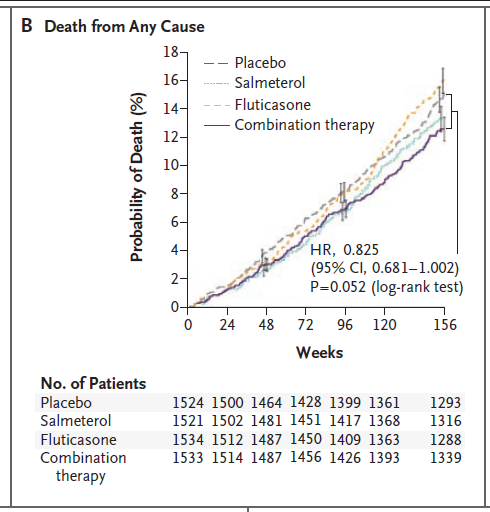 B Death from Any Cause
18
16
14
12
10
8
6
4
2
0
Probability of Death (%)
Placebo
Salmeterol
Fluticasone
Combination therapy
HR, 0.825
(95% CI, 0.681–1.002)
P=0.052 (log-rank test)
0 24 48 72 96 120 156
Weeks
No. of Patients
Placebo 1524 1500 1464 1428 1399 1361 1293
Salmeterol 1521 1502 1481 1451 1417 1368 1316
Fluticasone 1534 1512 1487 1450 1409 1363 1288
Combination 1533 1514 1487 1456 1426 1393 1339
therapy